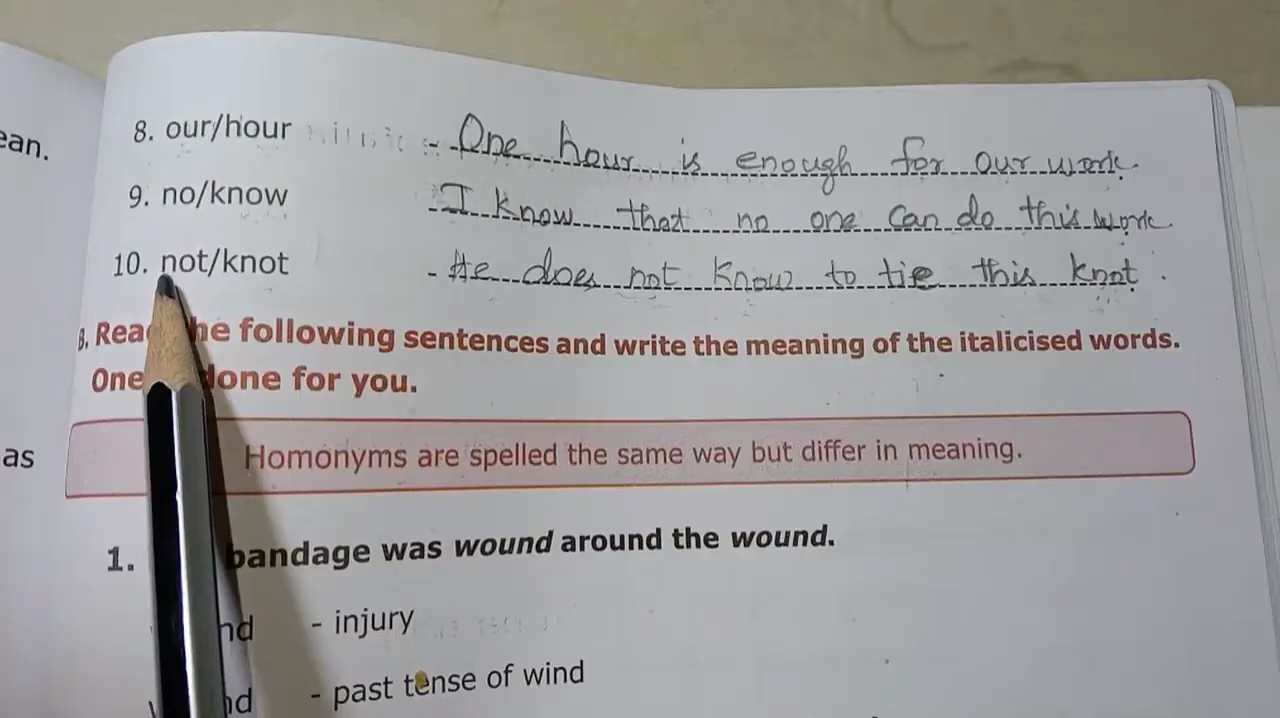 ean.
8. our/hour - One hour is enough for our work.
9. no/know - I know that no one can do this work.
10. not/knot - He does not know to tie this knot.
B. Read the following sentences and write the meaning of the italicised words.
One done for you.
as
Homonyms are spelled the same way but differ in meaning.
1. bandage was wound around the wound.
nd - injury
nd - past tense of wind